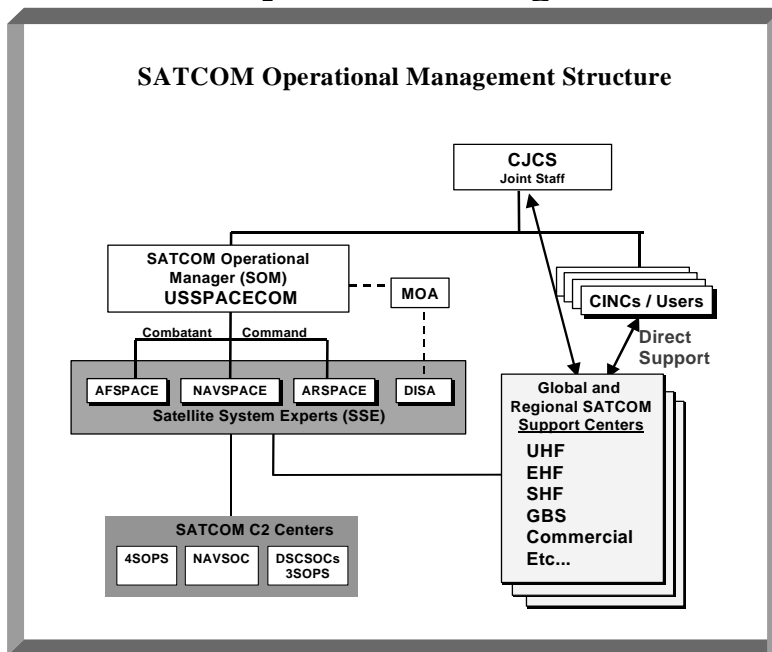 SATCOM Operational Management Structure
CJCS
Joint Staff
SATCOM Operational
Manager (SOM)
USSPACECOM
MOA
CINCs / Users
Combatant Command
Direct
Support
AFSPACE NAVSPACE ARSPACE DISA
Satellite System Experts (SSE)
Global and
Regional SATCOM
Support Centers
UHF
EHF
SHF
GBS
Commercial
Etc...
SATCOM C2 Centers
4SOPS NAVSOC DSCSOCs
3SOPS